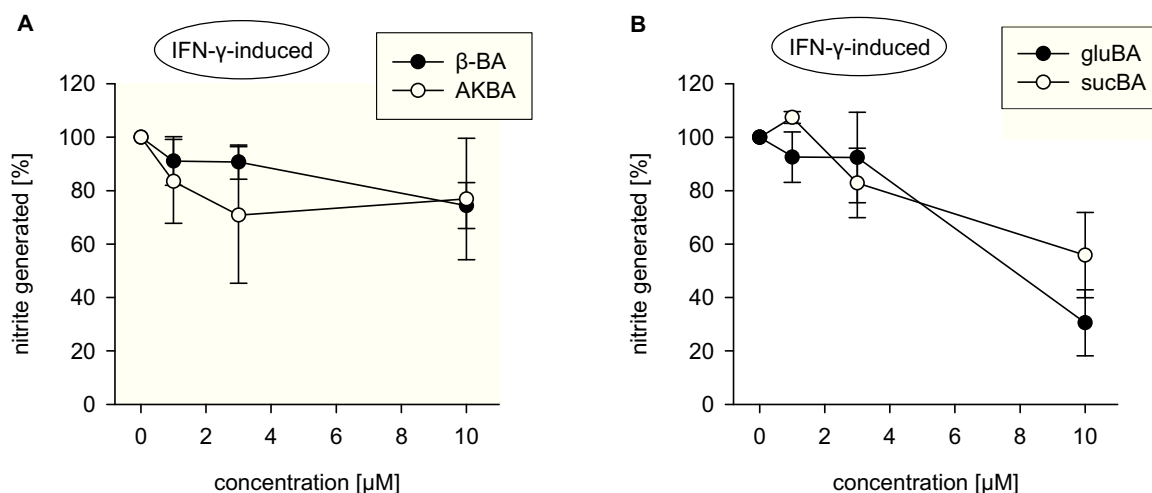 A
IFN-γ-induced
β-BA
AKBA
120
100
80
60
40
20
0
nitrite generated [%]
0 2 4 6 8 10
concentration [µM]
B
IFN-γ-induced
gluBA
sucBA
120
100
80
60
40
20
0
nitrite generated [%]
0 2 4 6 8 10
concentration [µM]